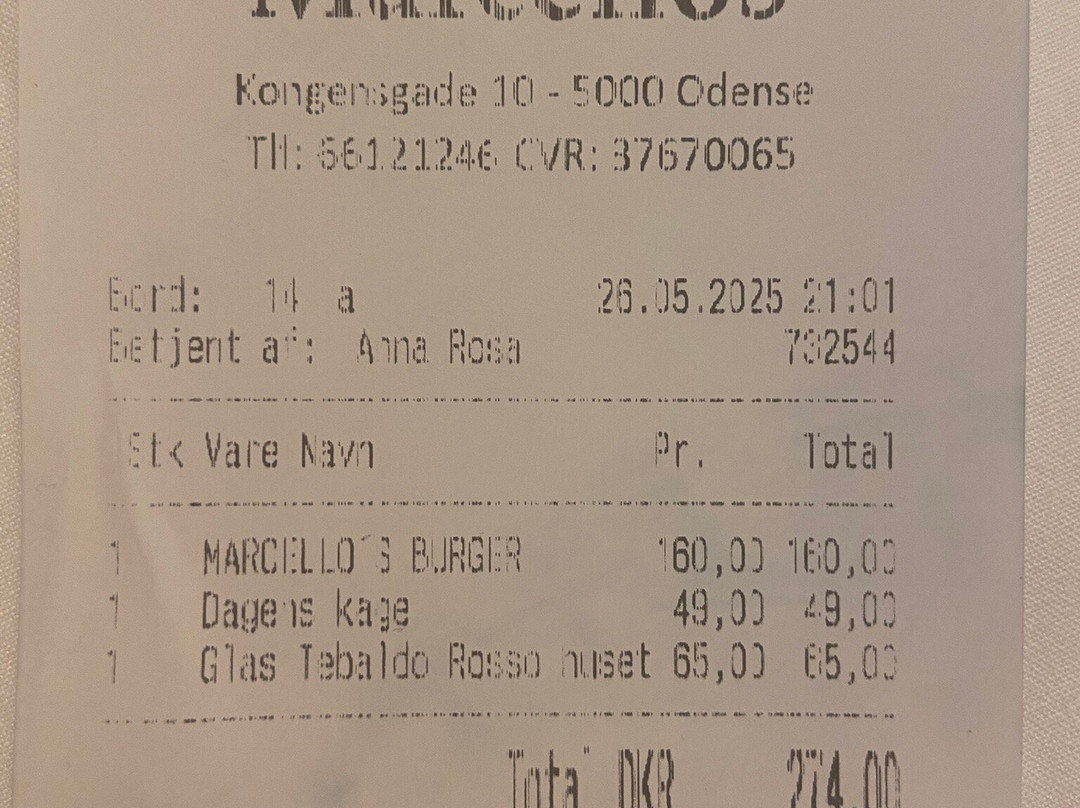 Marcellos
Kongensgade 10 - 5000 Odense
Tlf: 66121246 CVR: 37670065
Bord: 14 a 26.05.2025 21:01
Betjent af: Anna Rosa 732544
Stk Vare Navn Pr. Total
1 MARCELLO´S BURGER 160,00 160,00
1 Dagens kage 49,00 49,00
1 Glas Tebaldo Rosso huset 65,00 65,00
Total DKR 274,00